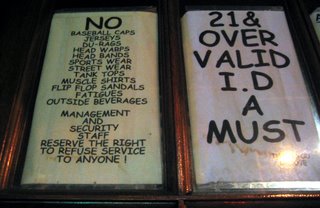 NO
BASEBALL CAPS
JERSEYS
DU-RAGS
HEAD WARPS
HEAD BANDS
SPORTS WEAR
STREET WEAR
TANK TOPS
MUSCLE SHIRTS
FLIP FLOP SANDALS
FATIGUES
OUTSIDE BEVERAGES
MANAGEMENT
AND
SECURITY
STAFF
RESERVE THE RIGHT
TO REFUSE SERVICE
TO ANYONE !
21 &
OVER
VALID
I.D
A
MUST